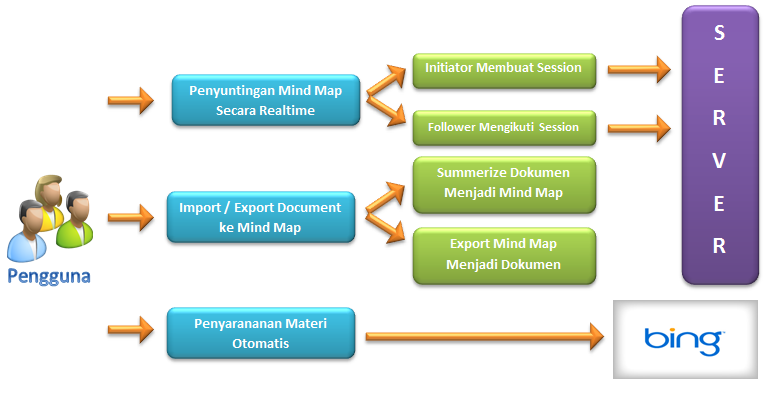 Penyuntingan Mind Map
Secara Realtime
Initiator Membuat Session
Follower Mengikuti Session
S
E
R
V
E
R
Pengguna
Import / Export Document
ke Mind Map
Summerize Dokumen
Menjadi Mind Map
Export Mind Map
Menjadi Dokumen
Penyarananan Materi
Otomatis
bing